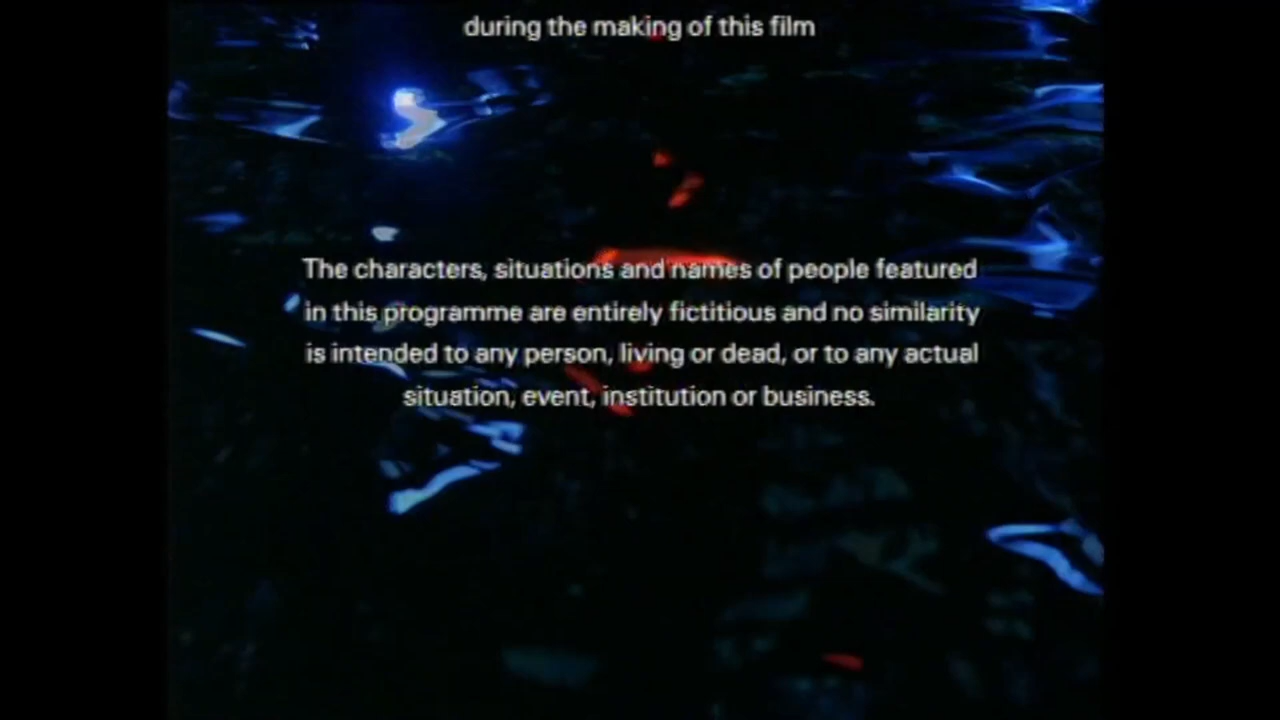 during the making of this film
The characters, situations and names of people featured
in this programme are entirely fictitious and no similarity
is intended to any person, living or dead, or to any actual
situation, event, institution or business.